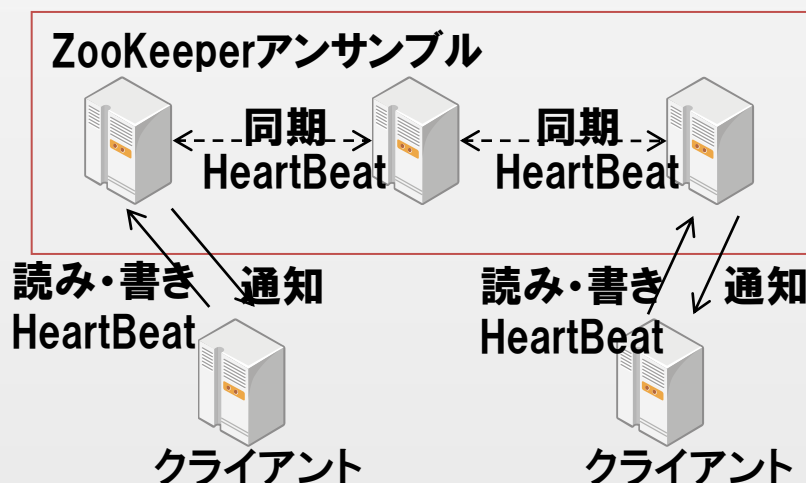 ZooKeeperアンサンブル
同期
HeartBeat
同期
HeartBeat
読み・書き
HeartBeat
通知
読み・書き
HeartBeat
通知
クライアント
クライアント